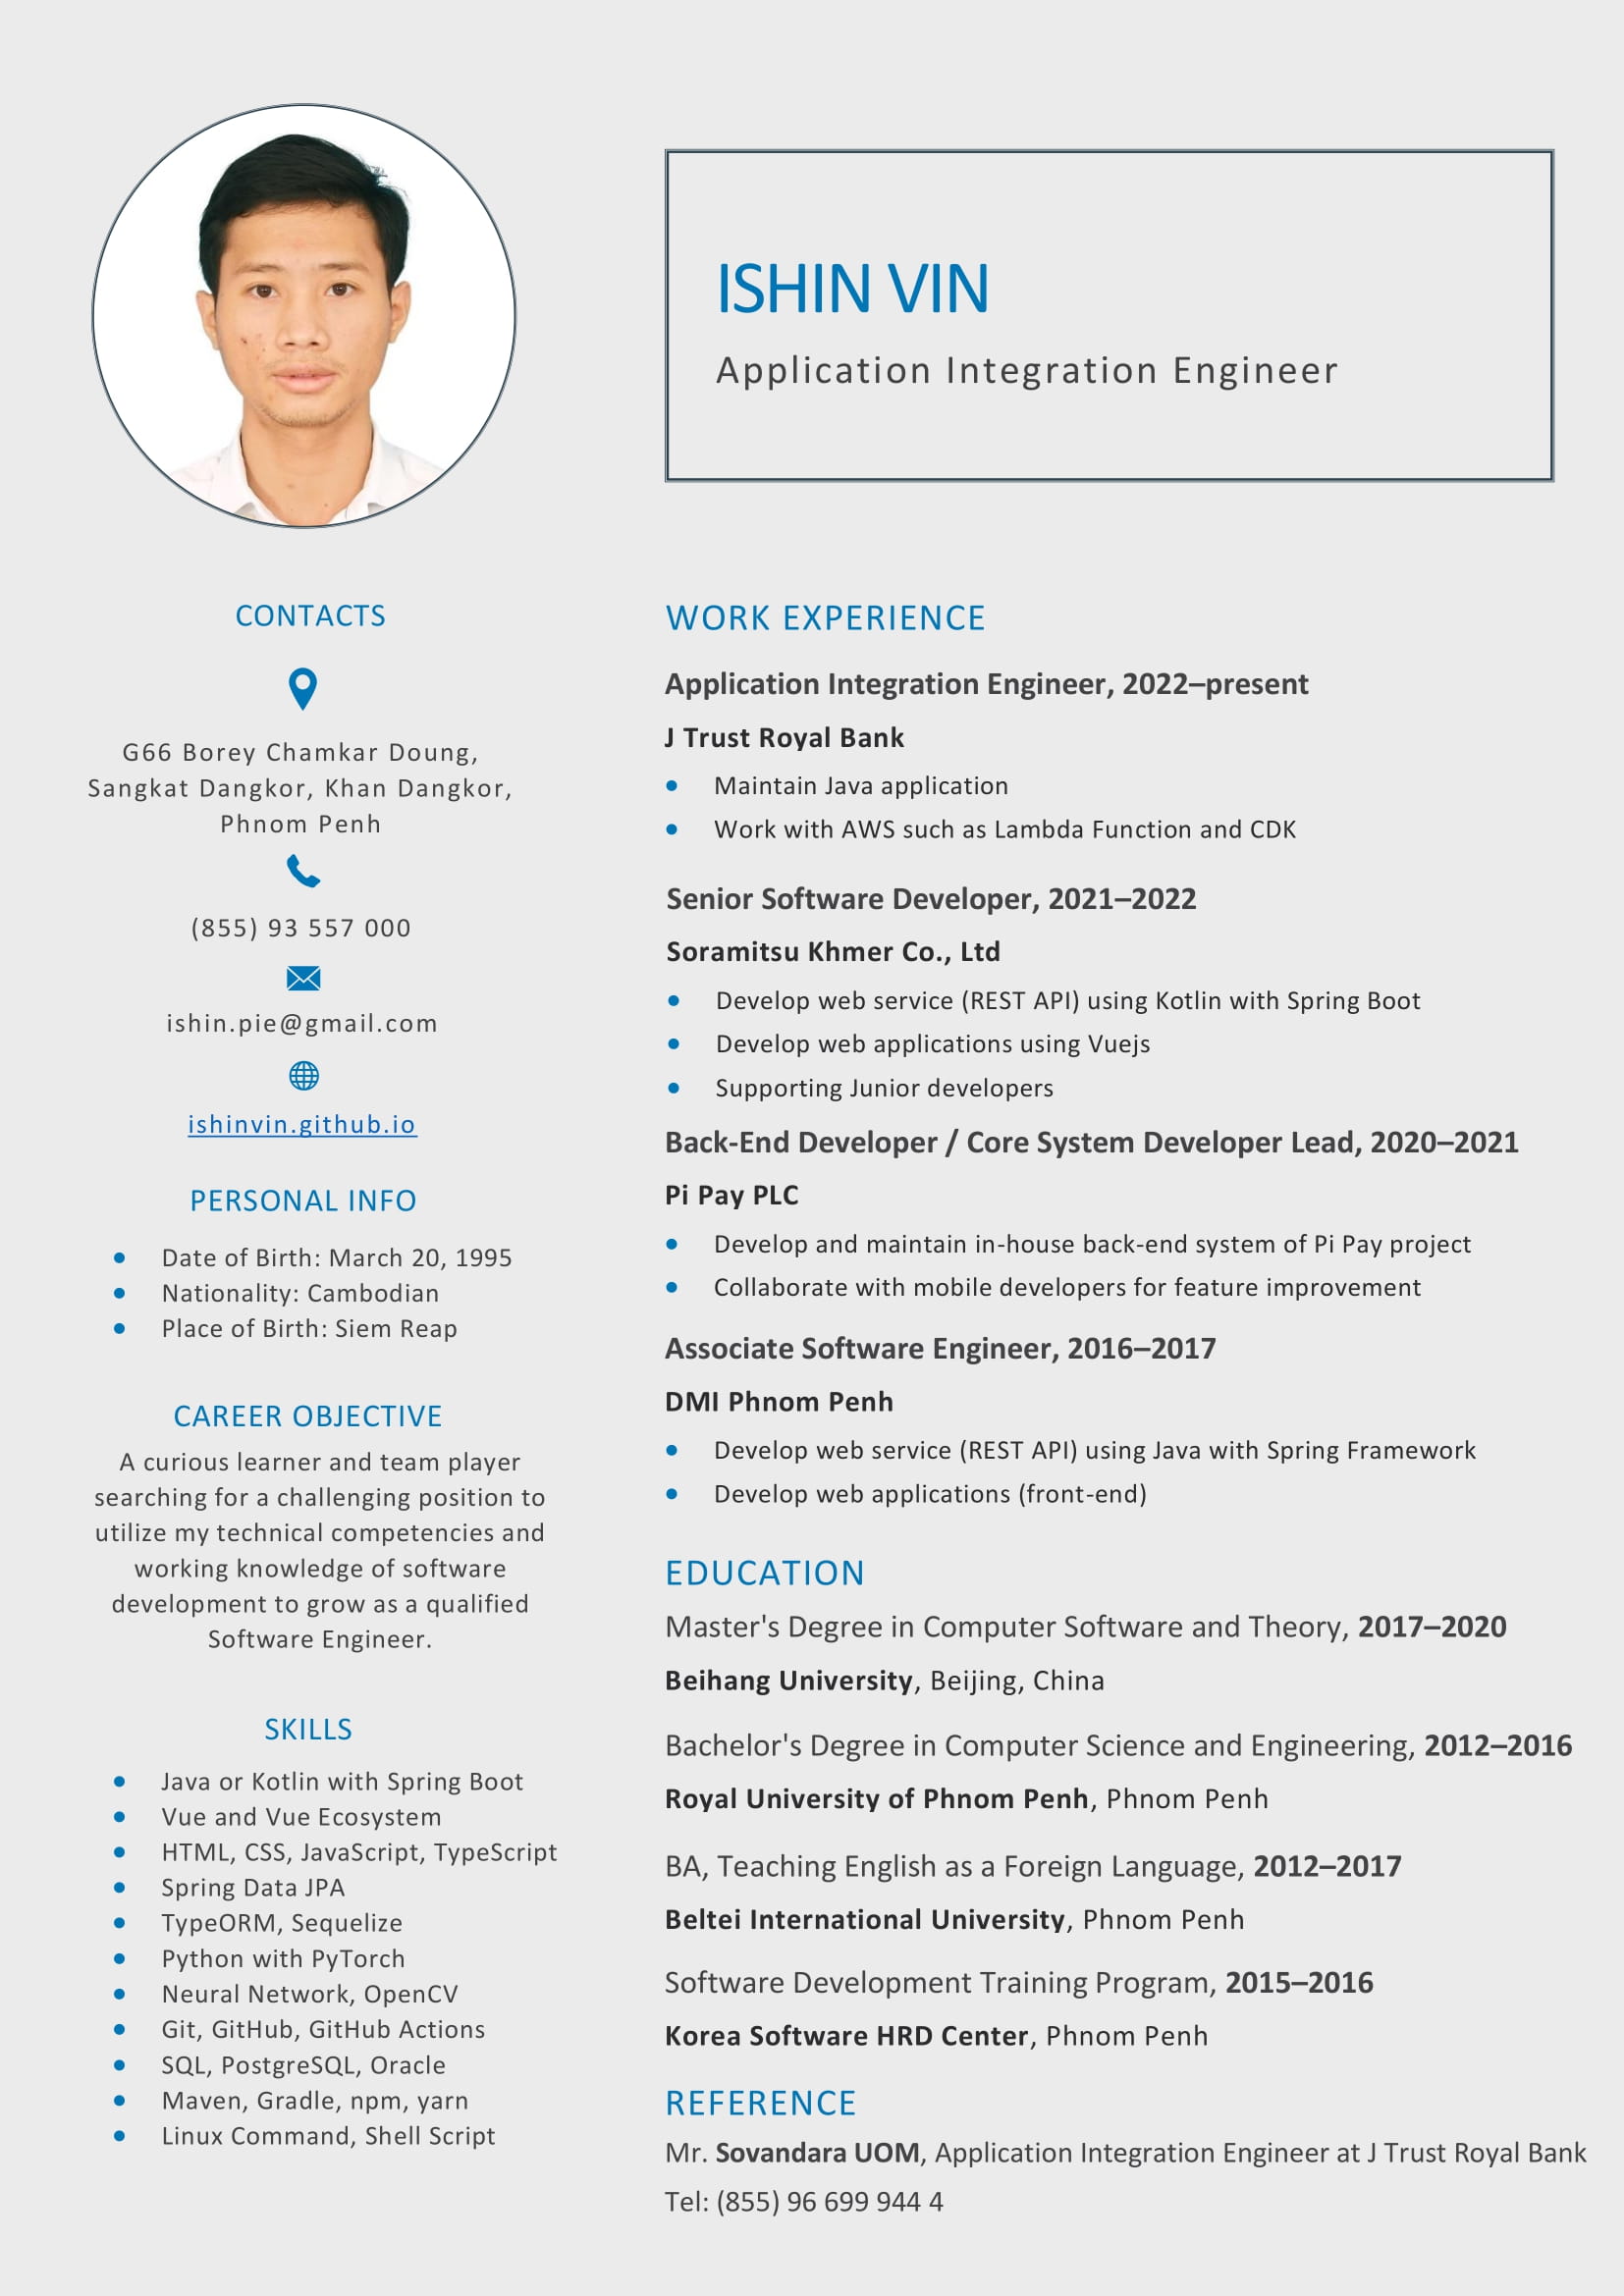 ISHIN VIN
Application Integration Engineer
CONTACTS
G66 Borey Chamkar Doung,
Sangkat Dangkor, Khan Dangkor,
Phnom Penh
(855) 93 557 000
ishin.pie@gmail.com
ishinvin.github.io
PERSONAL INFO
• Date of Birth: March 20, 1995
• Nationality: Cambodian
• Place of Birth: Siem Reap
CAREER OBJECTIVE
A curious learner and team player
searching for a challenging position to
utilize my technical competencies and
working knowledge of software
development to grow as a qualified
Software Engineer.
SKILLS
• Java or Kotlin with Spring Boot
• Vue and Vue Ecosystem
• HTML, CSS, JavaScript, TypeScript
• Spring Data JPA
• TypeORM, Sequelize
• Python with PyTorch
• Neural Network, OpenCV
• Git, GitHub, GitHub Actions
• SQL, PostgreSQL, Oracle
• Maven, Gradle, npm, yarn
• Linux Command, Shell Script
WORK EXPERIENCE
Application Integration Engineer, 2022–present
J Trust Royal Bank
• Maintain Java application
• Work with AWS such as Lambda Function and CDK
Senior Software Developer, 2021–2022
Soramitsu Khmer Co., Ltd
• Develop web service (REST API) using Kotlin with Spring Boot
• Develop web applications using Vuejs
• Supporting Junior developers
Back-End Developer / Core System Developer Lead, 2020–2021
Pi Pay PLC
• Develop and maintain in-house back-end system of Pi Pay project
• Collaborate with mobile developers for feature improvement
Associate Software Engineer, 2016–2017
DMI Phnom Penh
• Develop web service (REST API) using Java with Spring Framework
• Develop web applications (front-end)
EDUCATION
Master's Degree in Computer Software and Theory, 2017–2020
Beihang University, Beijing, China
Bachelor's Degree in Computer Science and Engineering, 2012–2016
Royal University of Phnom Penh, Phnom Penh
BA, Teaching English as a Foreign Language, 2012–2017
Beltei International University, Phnom Penh
Software Development Training Program, 2015–2016
Korea Software HRD Center, Phnom Penh
REFERENCE
Mr. Sovandara UOM, Application Integration Engineer at J Trust Royal Bank
Tel: (855) 96 699 944 4